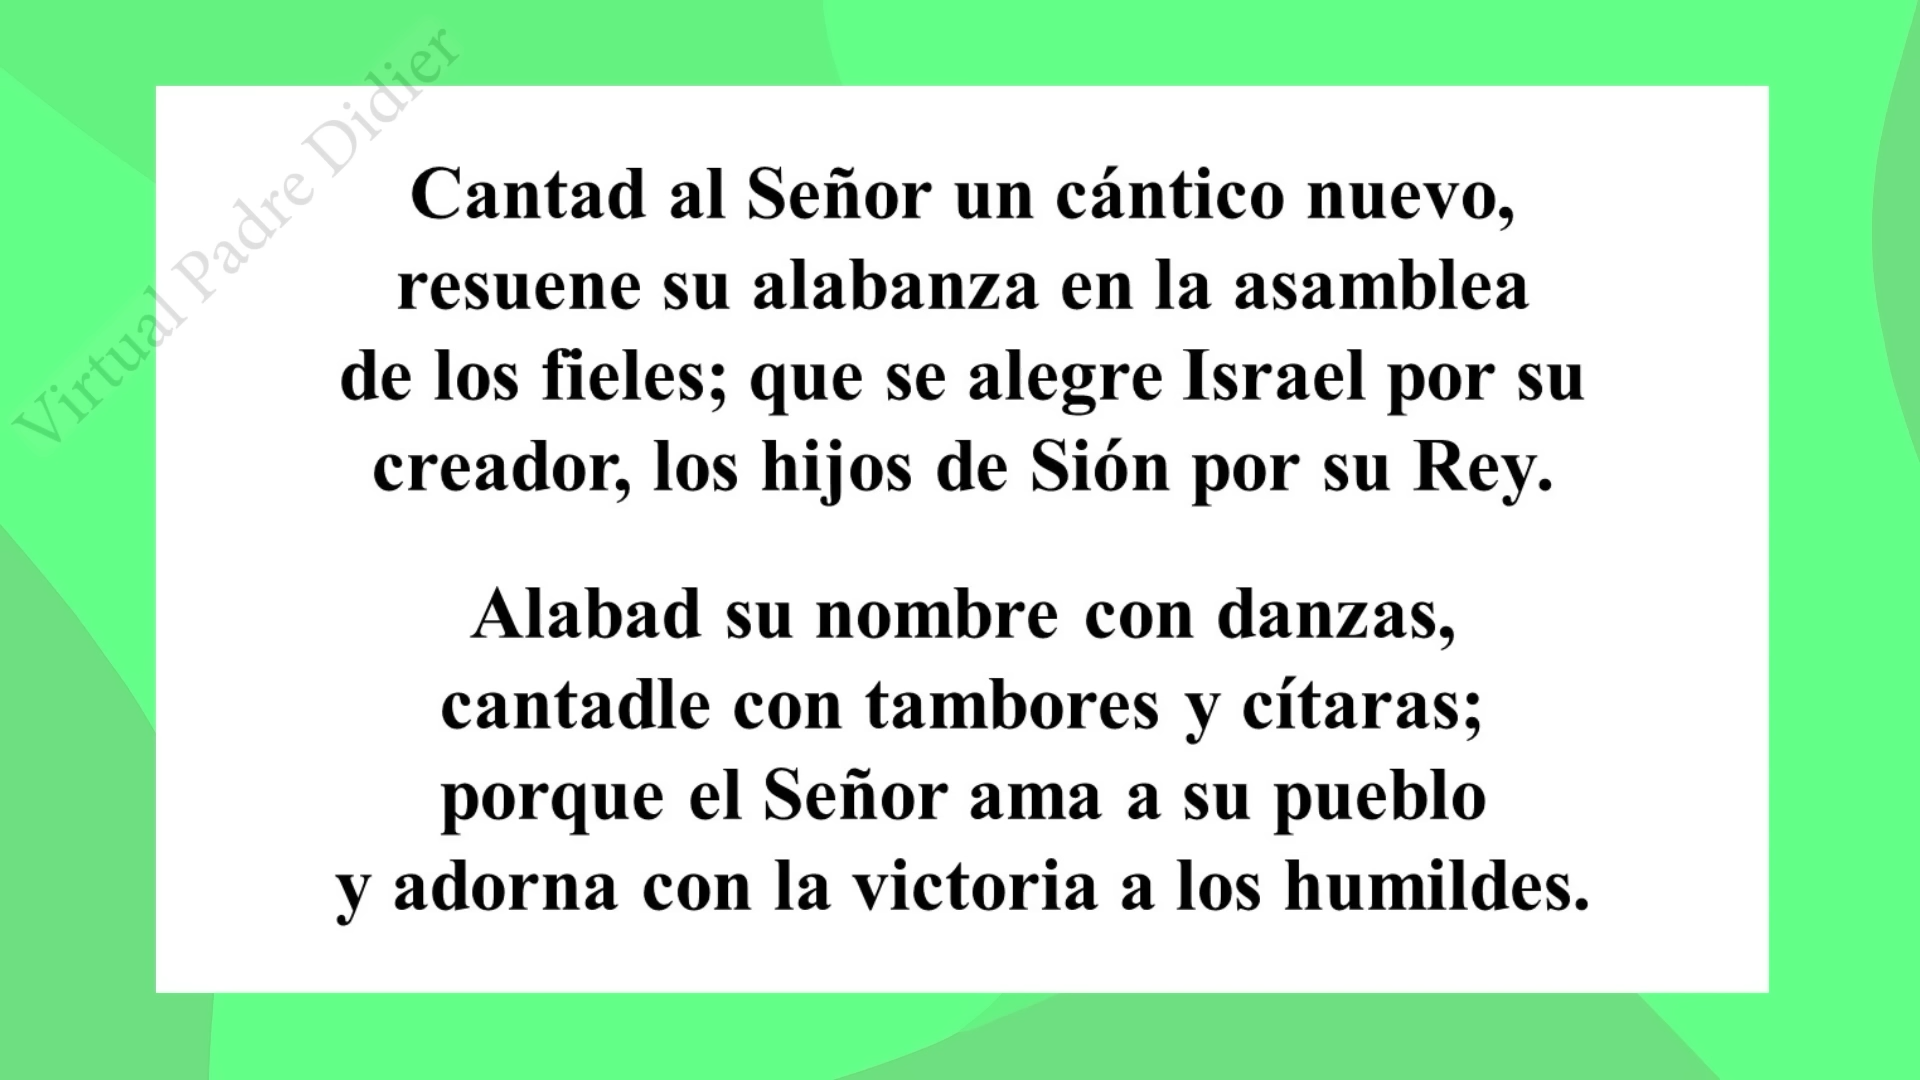 Virtual Padre Didier
Cantad al Señor un cántico nuevo,
resuene su alabanza en la asamblea
de los fieles; que se alegre Israel por su
creador, los hijos de Sión por su Rey.
Alabad su nombre con danzas,
cantadle con tambores y cítaras;
porque el Señor ama a su pueblo
y adorna con la victoria a los humildes.